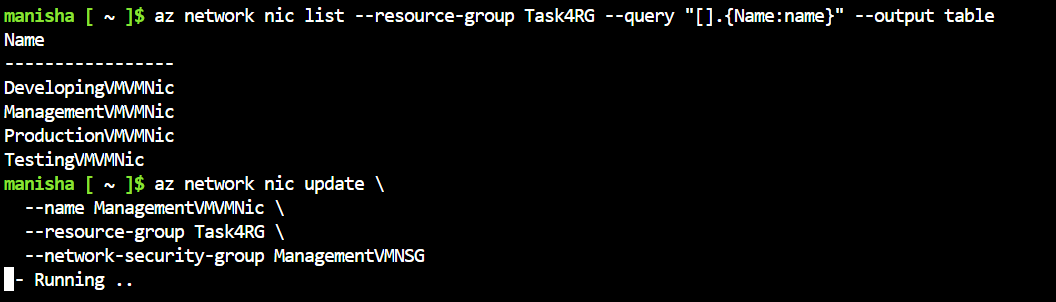 manisha [ ~ ]$ az network nic list --resource-group Task4RG --query "[].{Name:name}" --output table
Name
-----------------
DevelopingVMVMNic
ManagementVMVMNic
ProductionVMVMNic
TestingVMVMNic
manisha [ ~ ]$ az network nic update \
  --name ManagementVMVMNic \
  --resource-group Task4RG \
  --network-security-group ManagementVMNSG
- Running ..